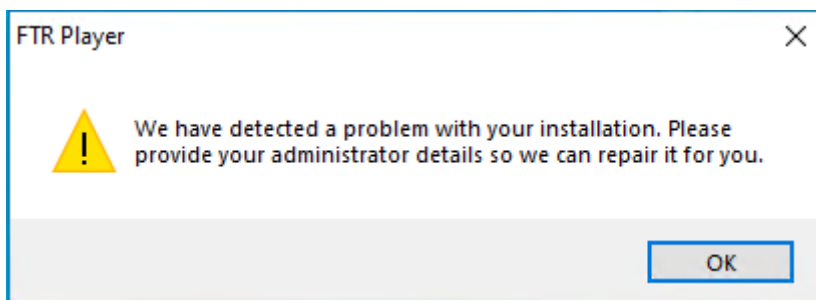 FTR Player
We have detected a problem with your installation. Please
provide your administrator details so we can repair it for you.
OK